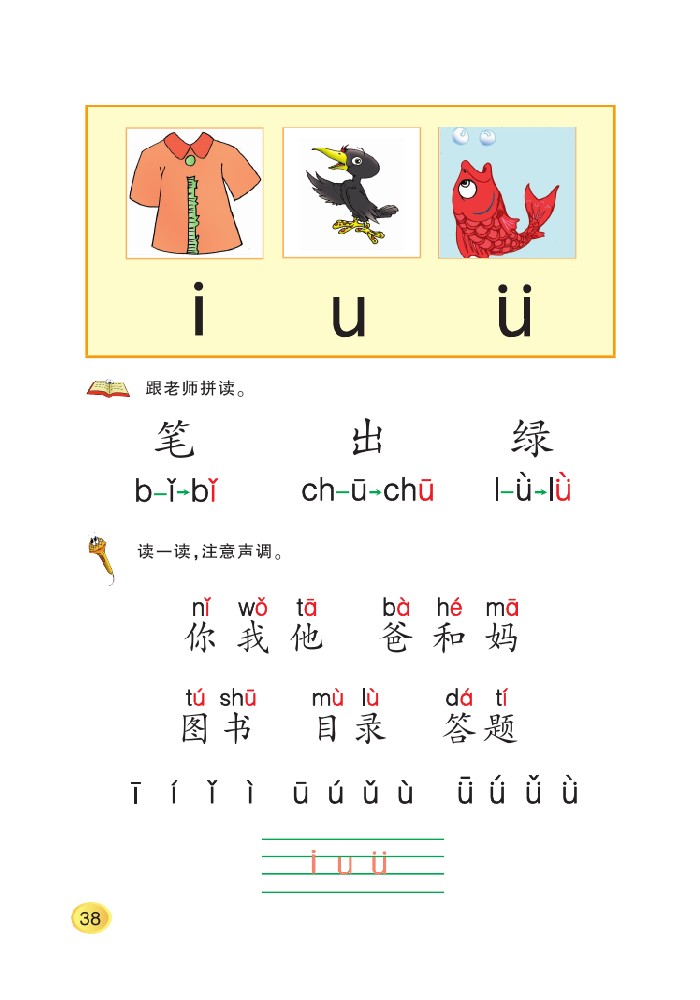 i u ü
跟老师拼读。
笔 出 绿
b–ǐ→bǐ ch–ū→chū l–ǜ→lǜ
读一读,注意声调。
nǐ wǒ tā bà hé mā
你 我 他 爸 和 妈
tú shū mù lù dá tí
图 书 目 录 答 题
ī í ǐ ì ū ú ǔ ù ǖ ǘ ǚ ǜ
i u ü
38